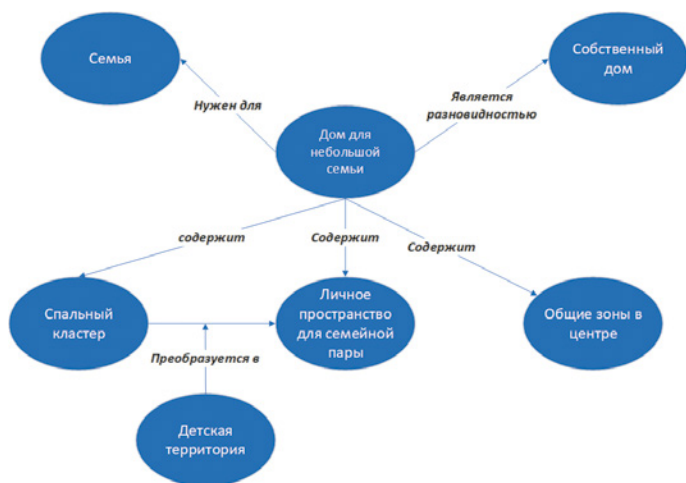 Семья
Собственный
дом
Нужен для
Является
разновидностью
Дом для
небольшой
семьи
содержит
Содержит
Содержит
Спальный
кластер
Личное
пространство
для семейной
пары
Общие зоны в
центре
Преобразуется в
Детская
территория